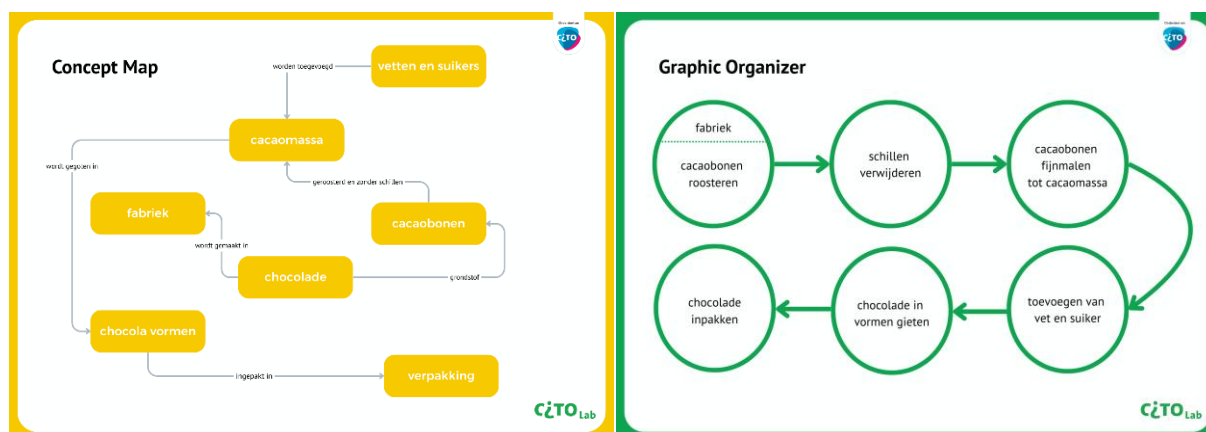 Concept Map
CiTO
worden toegevoegd
vetten en suikers
cacaomassa
wordt gegoten in
geroosterd en zonder schillen
fabriek
cacaobonen
wordt gemaakt in
chocolade
grondstof
chocola vormen
ingepakt in
verpakking
CiTO Lab
Graphic Organizer
CiTO
fabriek
cacaobonen
roosteren
schillen
verwijderen
cacaobonen
fijnmalen
tot cacaomassa
toevoegen van
vet en suiker
chocolade in
vormen gieten
chocolade
inpakken
CiTO Lab